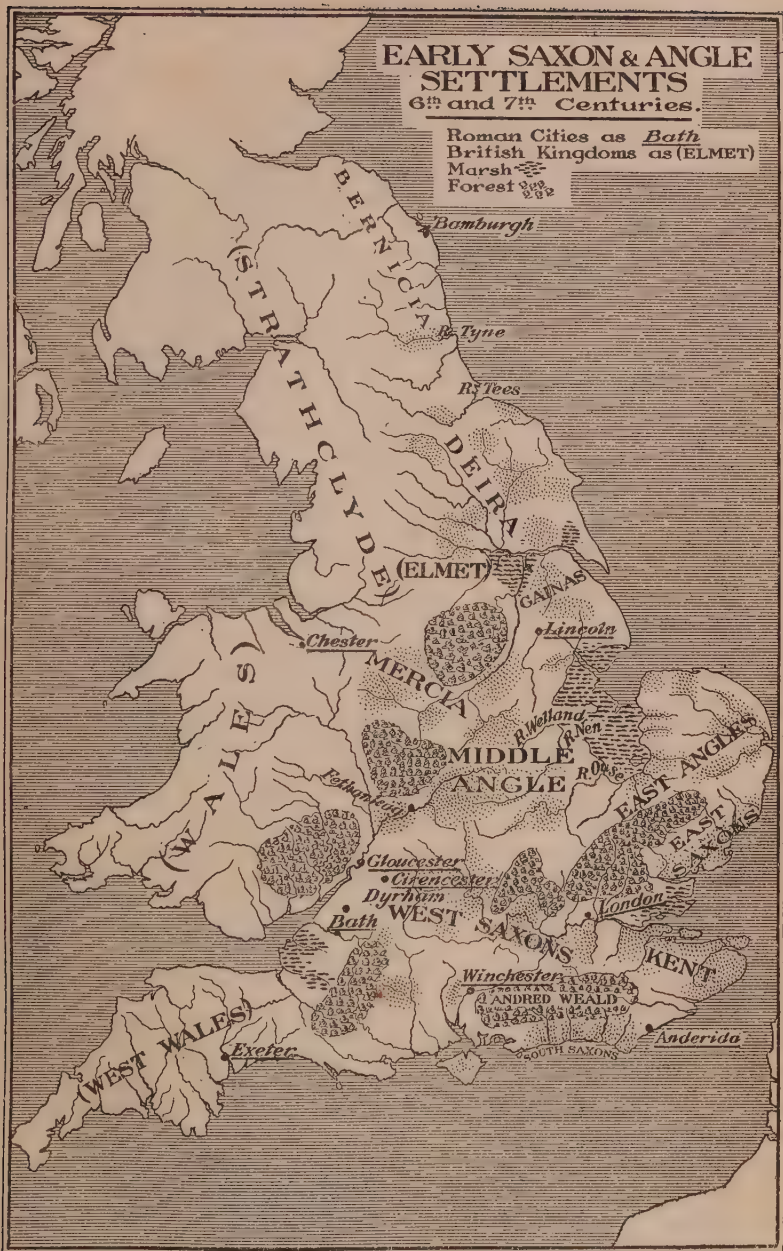 EARLY SAXON & ANGLE
SETTLEMENTS
6th and 7th Centuries.
Roman Cities as Bath
British Kingdoms as (ELMET)
Marsh
Forest
BERNICIA
Bamburgh
(STRATHCLYDE)
R. Tyne
R. Tees
DEIRA
(ELMET)
GAINAS
Lincoln
Chester
MERCIA
(WALES)
R. Welland
R. Nen
R. Ouse
MIDDLE
ANGLE
EAST ANGLES
EAST
SAXONS
Fethanleag
Gloucester
Cirencester
Dyrham
Bath
WEST SAXONS
London
KENT
Winchester
ANDRED WEALD
Anderida
SOUTH SAXONS
(WEST WALES)
Exeter